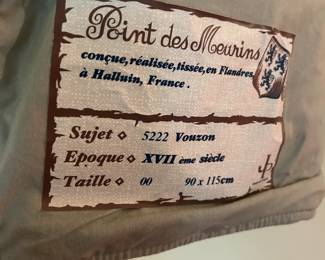 Point des Meurins
conçue, réalisée, tissée, en Flandres
à Halluin, France .
Sujet ◇ 5222 Vouzon
Epoque ◇ XVII ème siècle
Taille ◇ 00 90 x 115cm